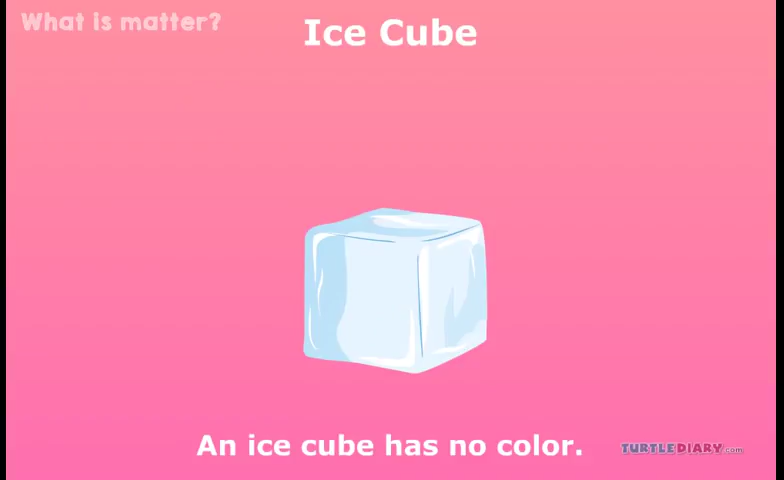 What is matter?
Ice Cube
An ice cube has no color.
TURTLEDIARY.com